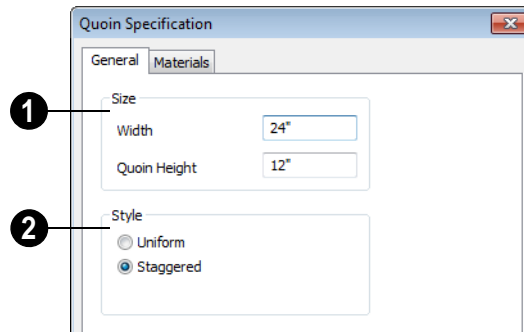 Quoin Specification
General Materials
1 Size
Width 24"
Quoin Height 12"
2 Style
Uniform
Staggered